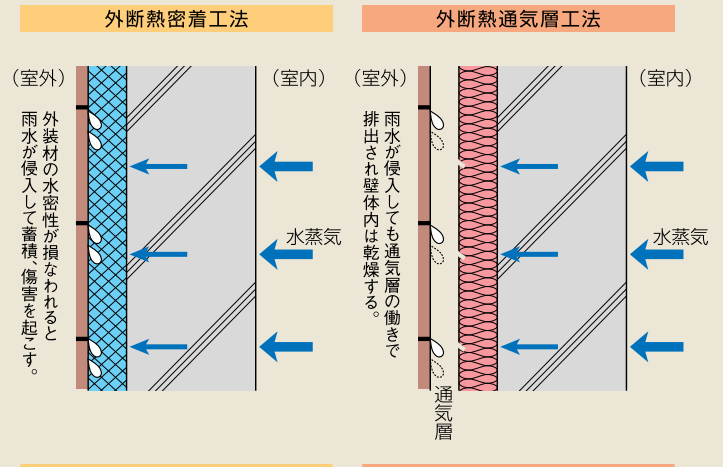 外断熱密着工法
（室外）
（室内）
外装材の水密性が損なわれると
雨水が侵入して蓄積、傷害を起こす。
水蒸気
外断熱通気層工法
（室外）
（室内）
雨水が侵入しても通気層の働きで
排出され壁体内は乾燥する。
水蒸気
通気層